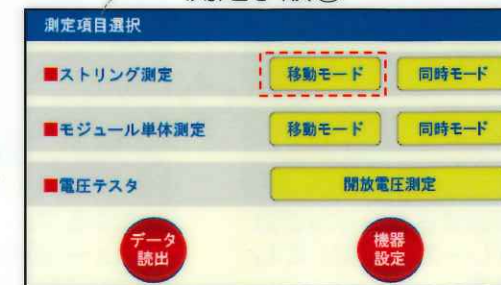 測定項目選択
■ストリング測定 移動モード 同時モード
■モジュール単体測定 移動モード 同時モード
■電圧テスタ 開放電圧測定
データ
読出
機器
設定